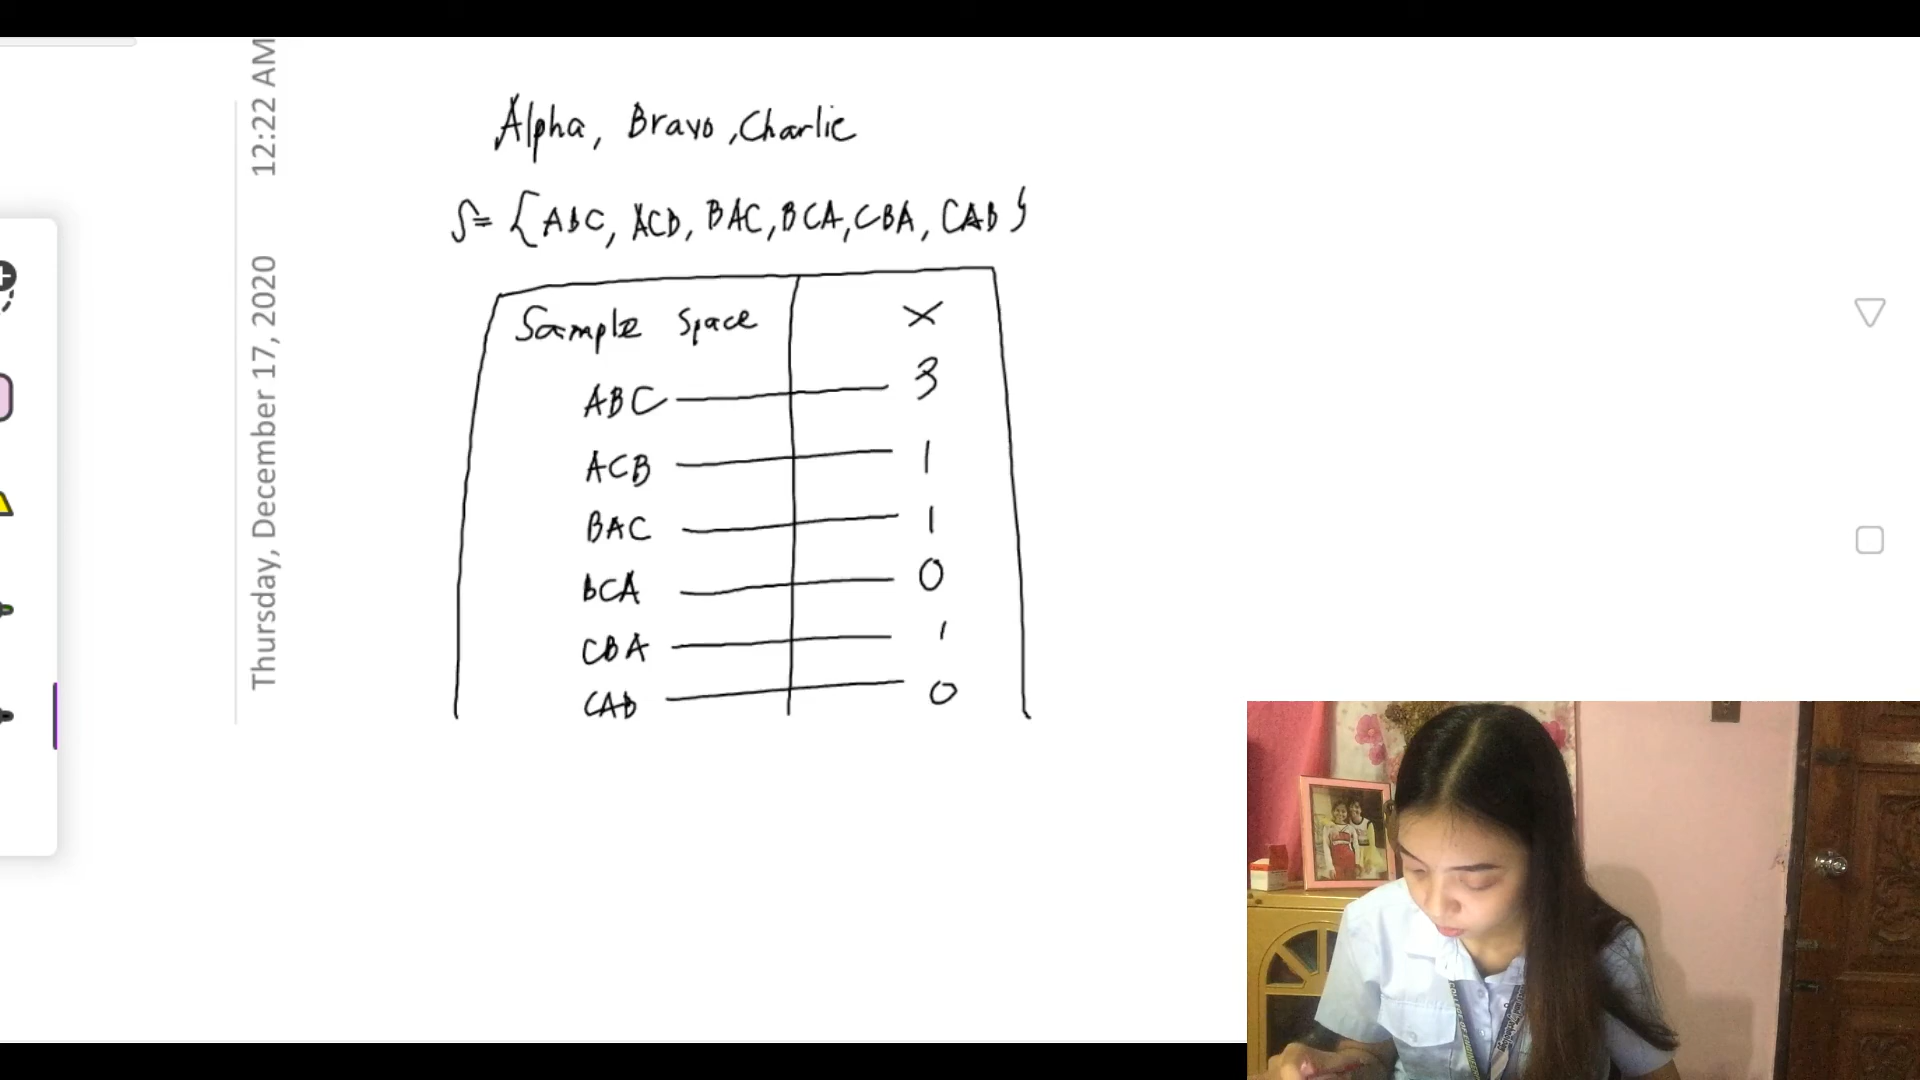 Thursday, December 17, 2020 12:22 AM
Alpha, Bravo, Charlie
S = {ABC, ACB, BAC, BCA, CBA, CAB}
Sample Space X
ABC 3
ACB 1
BAC 1
BCA 0
CBA 1
CAB 0